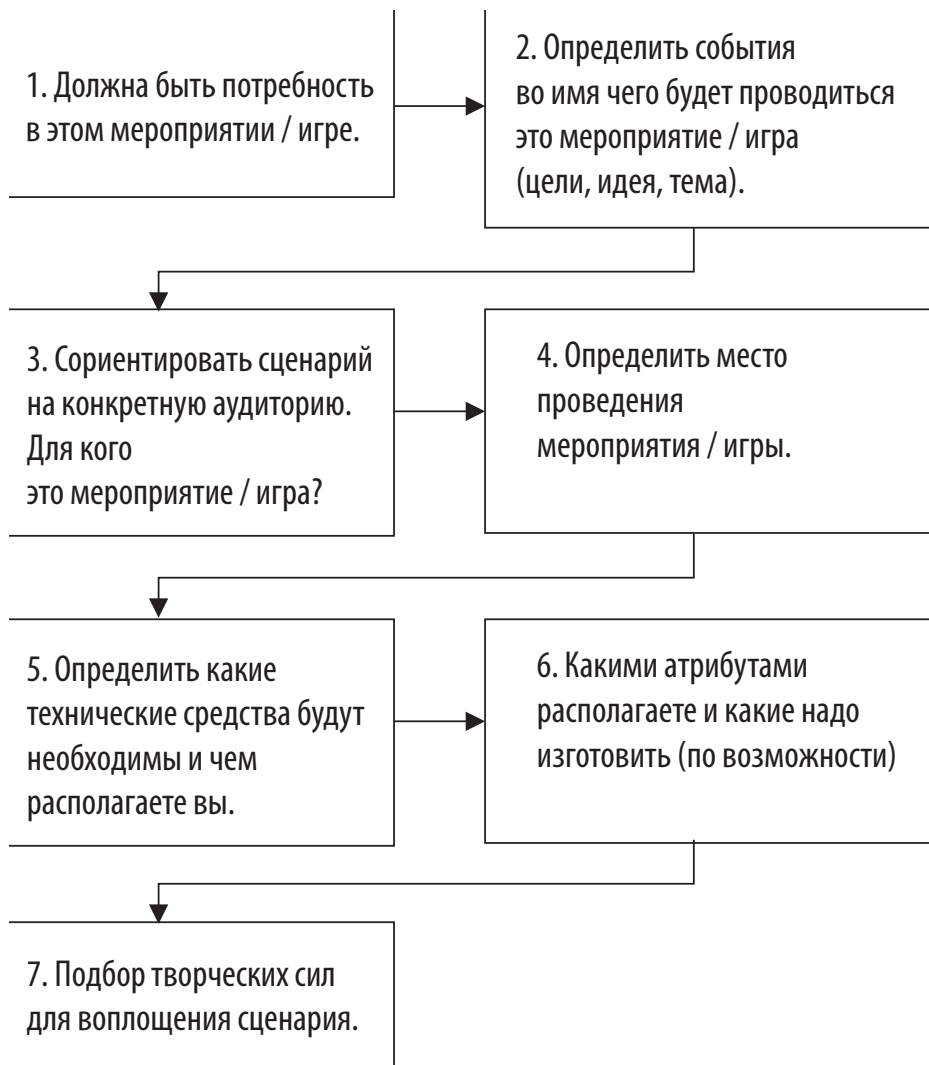 1. Должна быть потребность
в этом мероприятии / игре.
2. Определить события
во имя чего будет проводиться
это мероприятие / игра
(цели, идея, тема).
3. Сориентировать сценарий
на конкретную аудиторию.
Для кого
это мероприятие / игра?
4. Определить место
проведения
мероприятия / игры.
5. Определить какие
технические средства будут
необходимы и чем
располагаете вы.
6. Какими атрибутами
располагаете и какие надо
изготовить (по возможности)
7. Подбор творческих сил
для воплощения сценария.